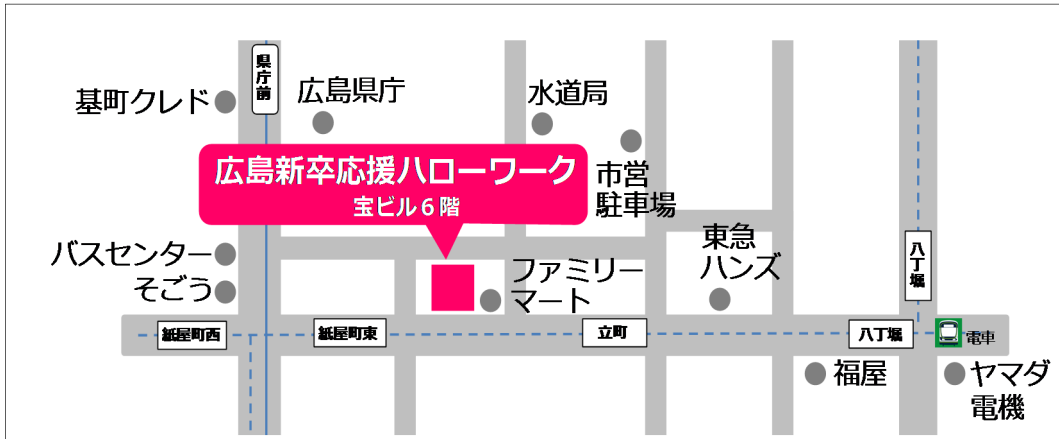 県庁前
基町クレド
広島県庁
水道局
広島新卒応援ハローワーク
宝ビル６階
市営
駐車場
バスセンター
そごう
ファミリー
マート
東急
ハンズ
八丁堀
紙屋町西
紙屋町東
立町
八丁堀
電車
福屋
ヤマダ
電機